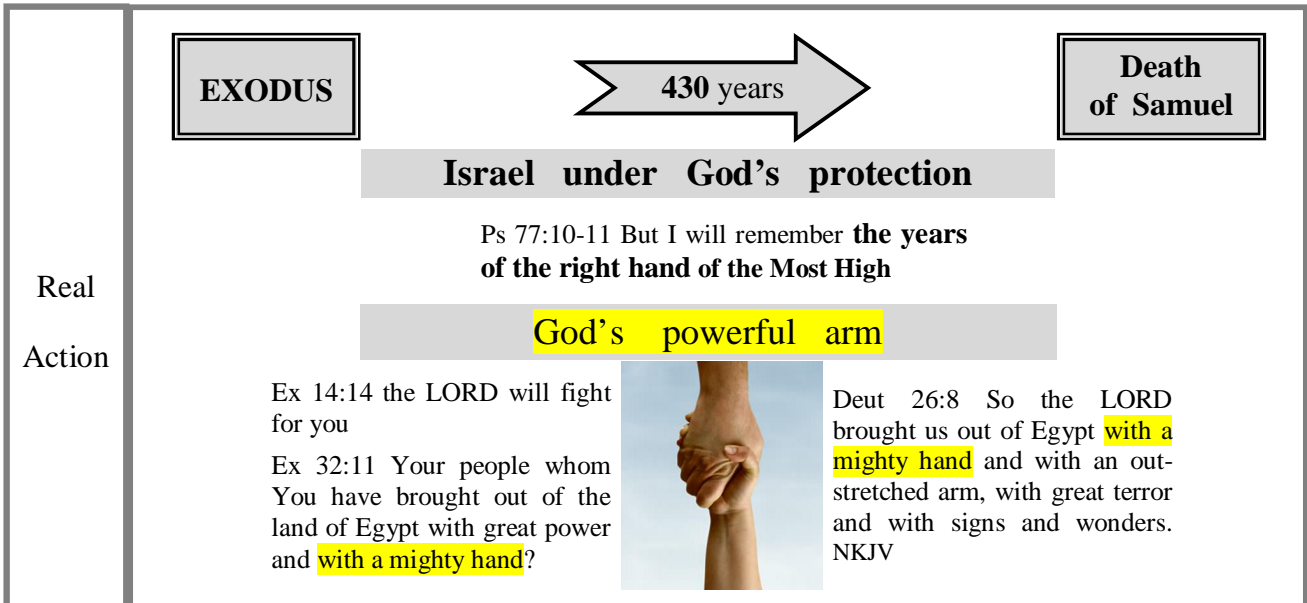 Real
Action
EXODUS
430 years
Death
of Samuel
Israel under God's protection
Ps 77:10-11 But I will remember the years
of the right hand of the Most High
God's powerful arm
Ex 14:14 the LORD will fight
for you
Ex 32:11 Your people whom
You have brought out of the
land of Egypt with great power
and with a mighty hand?
Deut 26:8 So the LORD
brought us out of Egypt with a
mighty hand and with an out-
stretched arm, with great terror
and with signs and wonders.
NKJV